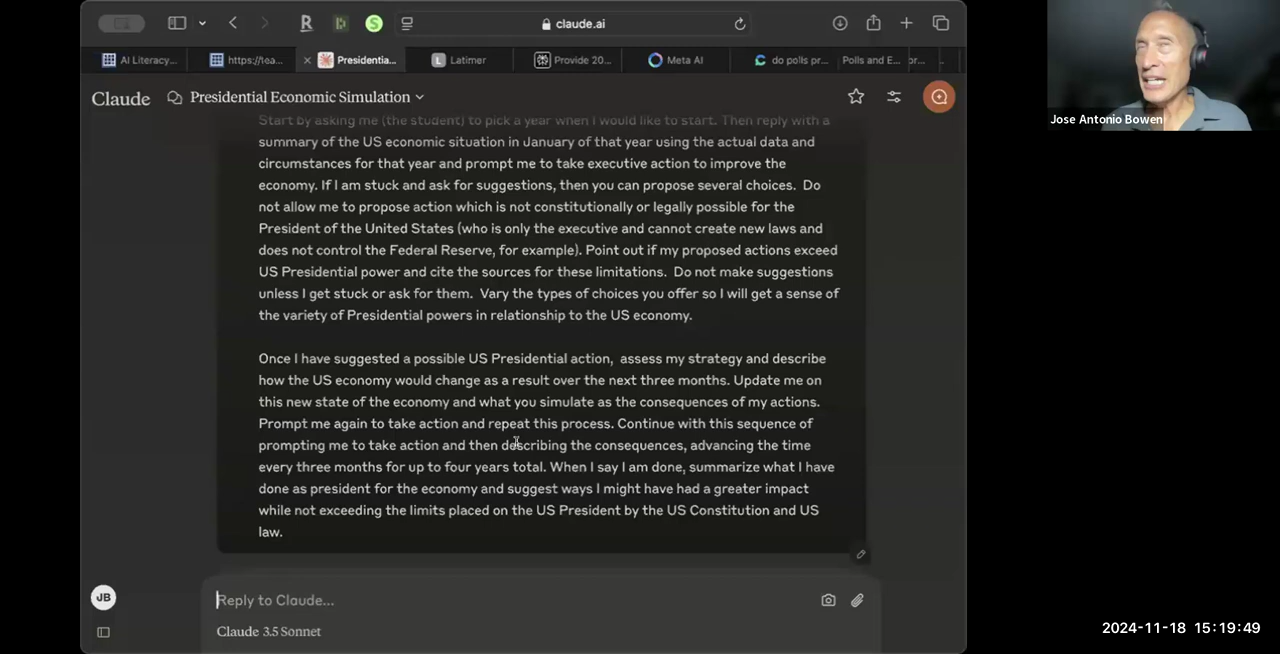 claude.ai
AI Literacy...
https://tea...
Presidentia...
L Latimer
Provide 20...
Meta AI
do polls pr...
Polls and E...
or...
Claude
Presidential Economic Simulation
Start by asking me (the student) to pick a year when I would like to start. Then reply with a
summary of the US economic situation in January of that year using the actual data and
circumstances for that year and prompt me to take executive action to improve the
economy. If I am stuck and ask for suggestions, then you can propose several choices. Do
not allow me to propose action which is not constitutionally or legally possible for the
President of the United States (who is only the executive and cannot create new laws and
does not control the Federal Reserve, for example). Point out if my proposed actions exceed
US Presidential power and cite the sources for these limitations. Do not make suggestions
unless I get stuck or ask for them. Vary the types of choices you offer so I will get a sense of
the variety of Presidential powers in relationship to the US economy.
Once I have suggested a possible US Presidential action, assess my strategy and describe
how the US economy would change as a result over the next three months. Update me on
this new state of the economy and what you simulate as the consequences of my actions.
Prompt me again to take action and repeat this process. Continue with this sequence of
prompting me to take action and then describing the consequences, advancing the time
every three months for up to four years total. When I say I am done, summarize what I have
done as president for the economy and suggest ways I might have had a greater impact
while not exceeding the limits placed on the US President by the US Constitution and US
law.
JB
Reply to Claude...
Claude 3.5 Sonnet
Jose Antonio Bowen
2024-11-18 15:19:49